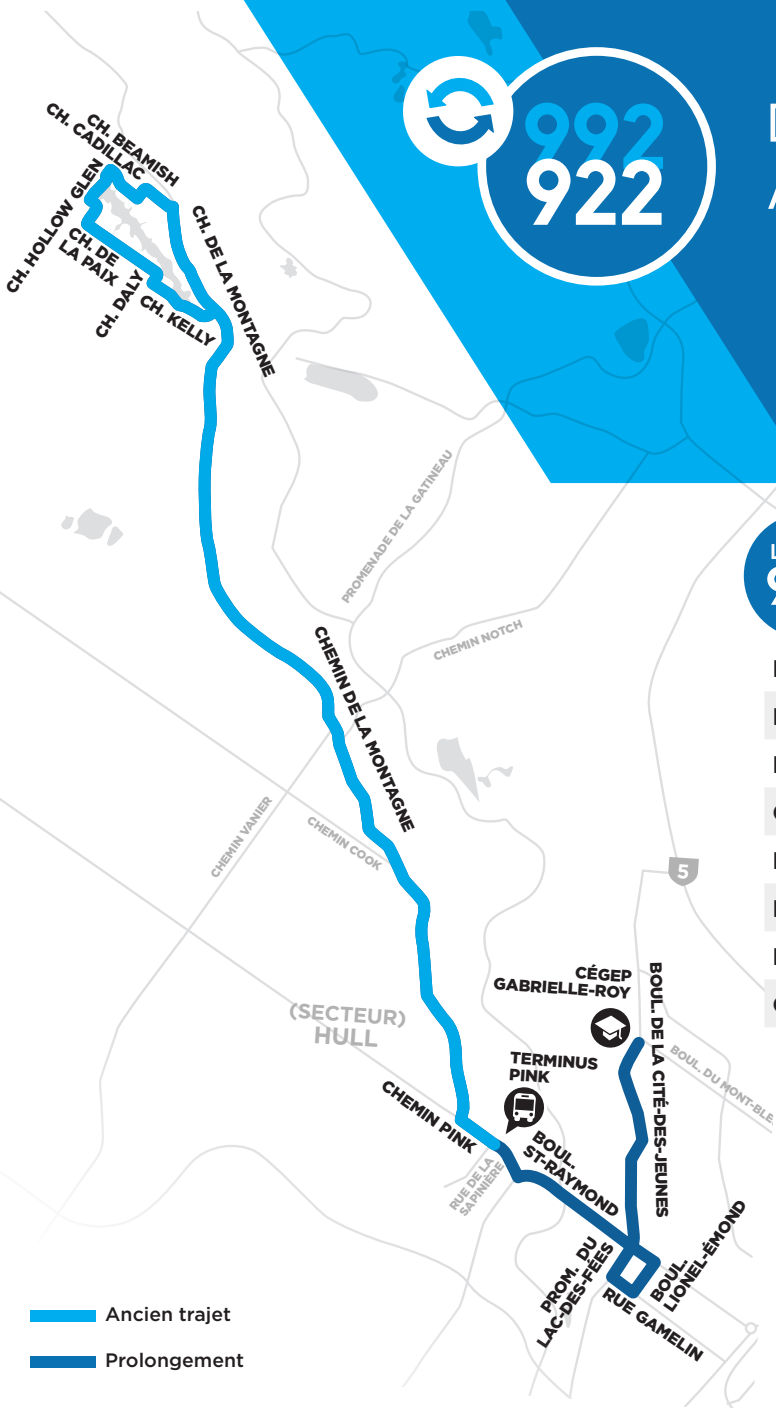 992
922
CH. BEAMISH
CH. CADILLAC
CH. HOLLOW GLEN
CH. DE
LA PAIX
CH. DALY
CH. KELLY
CH. DE LA MONTAGNE
PROMENADE DE LA GATINEAU
CHEMIN NOTCH
CHEMIN DE LA MONTAGNE
CHEMIN VANIER
CHEMIN COOK
5
(SECTEUR)
HULL
CÉGEP
GABRIELLE-ROY
BOUL. DE LA CITÉ-DES-JEUNES
BOUL. DU MONT-BLE
TERMINUS
PINK
CHEMIN PINK
BOUL.
ST-RAYMOND
RUE DE LA
SAPINIÈRE
PROM. DU
LAC-DES-FÉES
BOUL.
LIONEL-ÉMOND
RUE GAMELIN
Ancien trajet
Prolongement